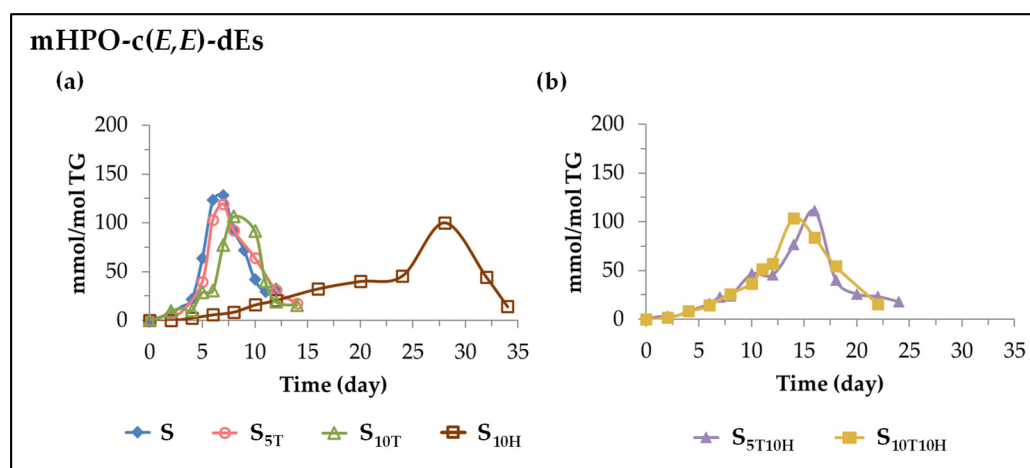 mHPO-c(E,E)-dEs
(a)
(b)
mmol/mol TG
200
150
100
50
0
0 5 10 15 20 25 30 35
Time (day)
mmol/mol TG
200
150
100
50
0
0 5 10 15 20 25 30 35
Time (day)
S S5T S10T S10H
S5T10H S10T10H